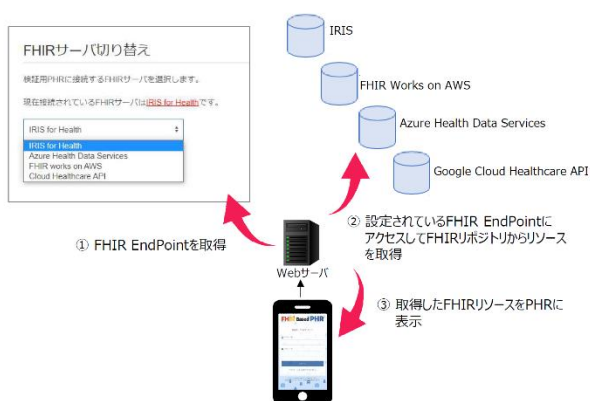 FHIRサーバ切り替え
検証用PHRに接続するFHIRサーバを選択します。
現在接続されているFHIRサーバはIRIS for Healthです。
IRIS for Health
IRIS for Health
Azure Health Data Services
FHIR works on AWS
Cloud Healthcare API
IRIS
FHIR Works on AWS
Azure Health Data Services
Google Cloud Healthcare API
① FHIR EndPointを取得
② 設定されているFHIR EndPointに
アクセスしてFHIRリポジトリからリソース
を取得
Webサーバ
③ 取得したFHIRリソースをPHRに
表示
FHIR Based PHR